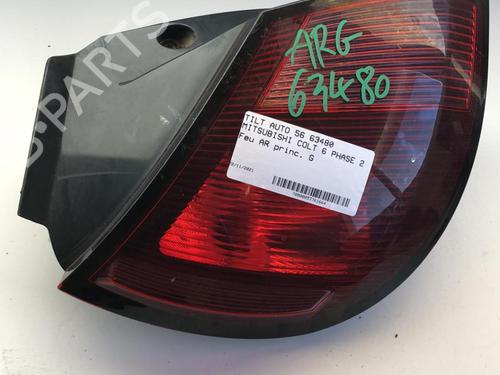 B-PARTS
ARG
63480
TILT AUTO 56 63480
MITSUBISHI COLT 6 PHASE 2
Feu AR princ. G